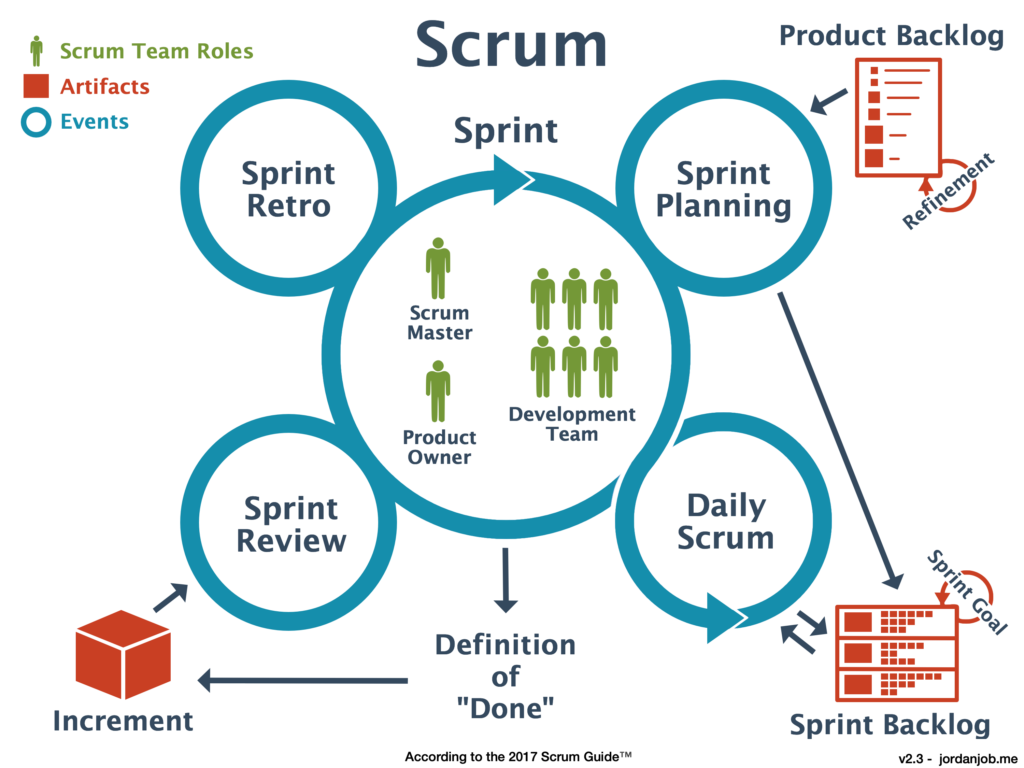 Scrum
Scrum Team Roles
Artifacts
Events
Product Backlog
Refinement
Sprint
Sprint
Retro
Sprint
Planning
Scrum
Master
Product
Owner
Development
Team
Sprint
Review
Daily
Scrum
Sprint Goal
Definition
of
"Done"
Increment
Sprint Backlog
According to the 2017 Scrum Guide™
v2.3 - jordanjob.me